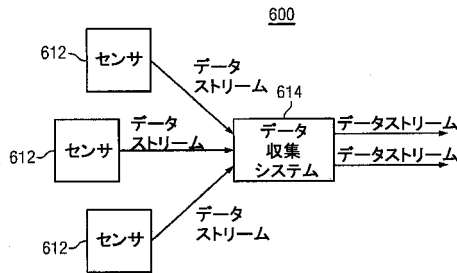 600
612
センサ
データ
ストリーム
614
612
センサ
データ
ストリーム
データ
収集
システム
データストリーム
データストリーム
612
センサ
データ
ストリーム